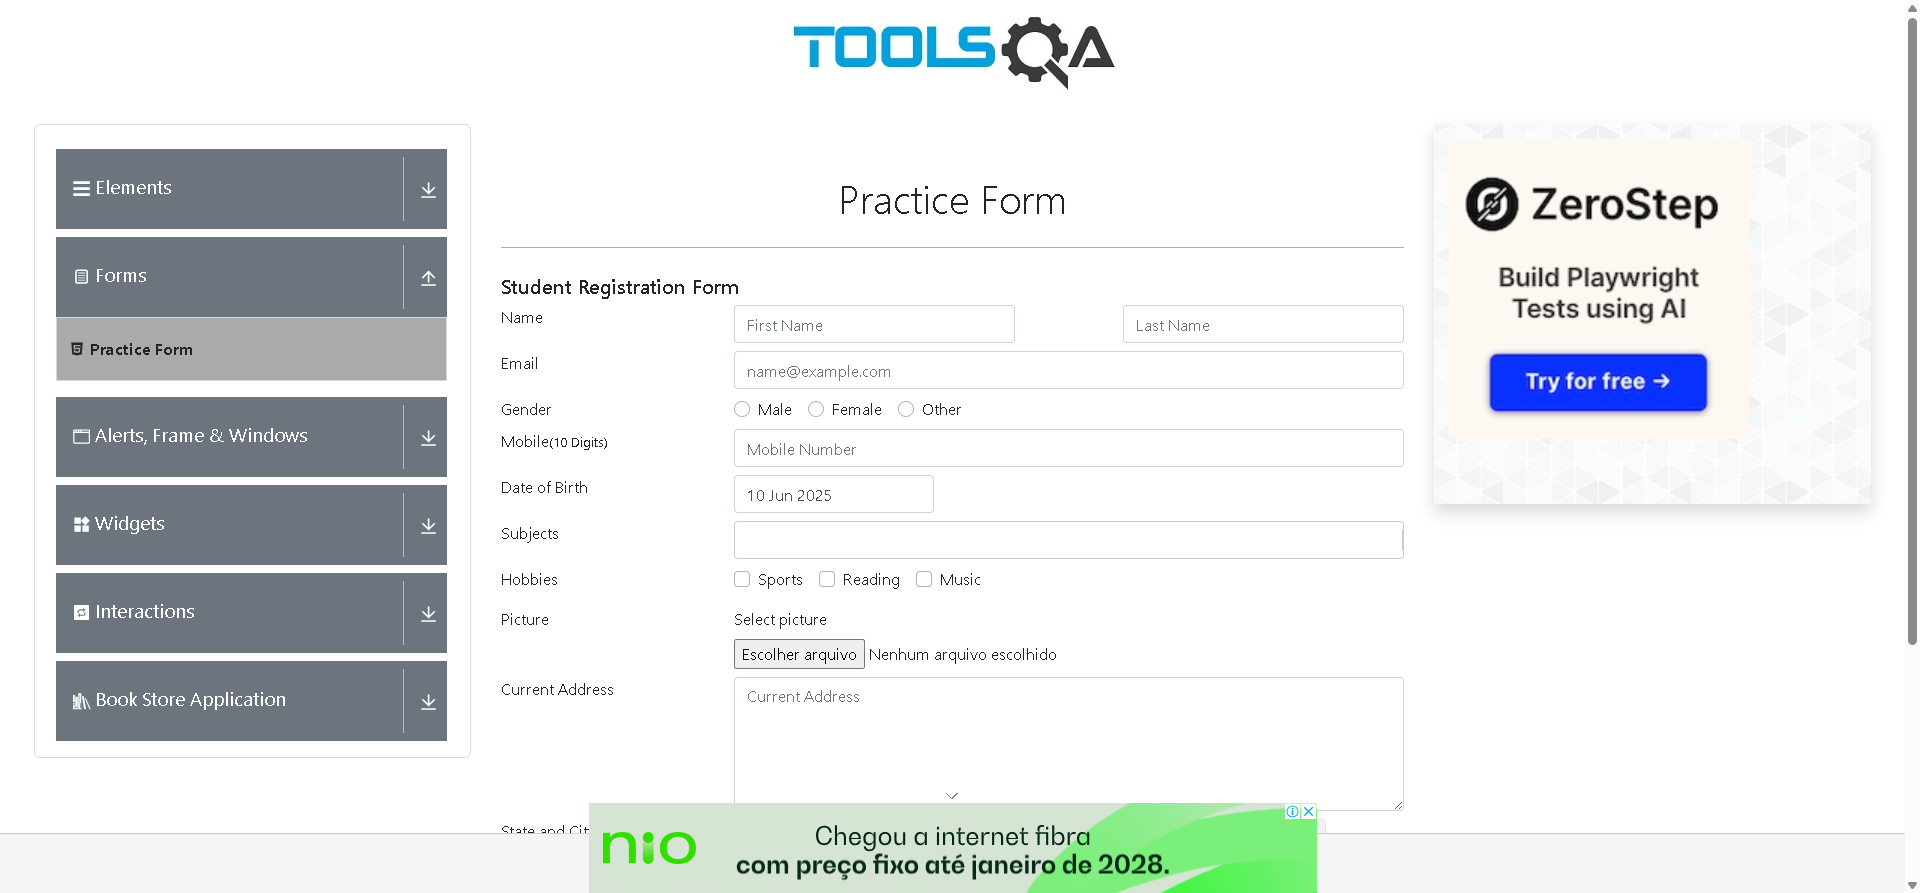 TOOLSQA
Elements
Forms
Practice Form
Alerts, Frame & Windows
Widgets
Interactions
Book Store Application
Practice Form
Student Registration Form
Name
First Name
Last Name
Email
name@example.com
Gender
Male
Female
Other
Mobile(10 Digits)
Mobile Number
Date of Birth
10 Jun 2025
Subjects
Hobbies
Sports
Reading
Music
Picture
Select picture
Escolher arquivo Nenhum arquivo escolhido
Current Address
Current Address
State and Cit
ZeroStep
Build Playwright
Tests using AI
Try for free →
nio
Chegou a internet fibra
com preço fixo até janeiro de 2028.